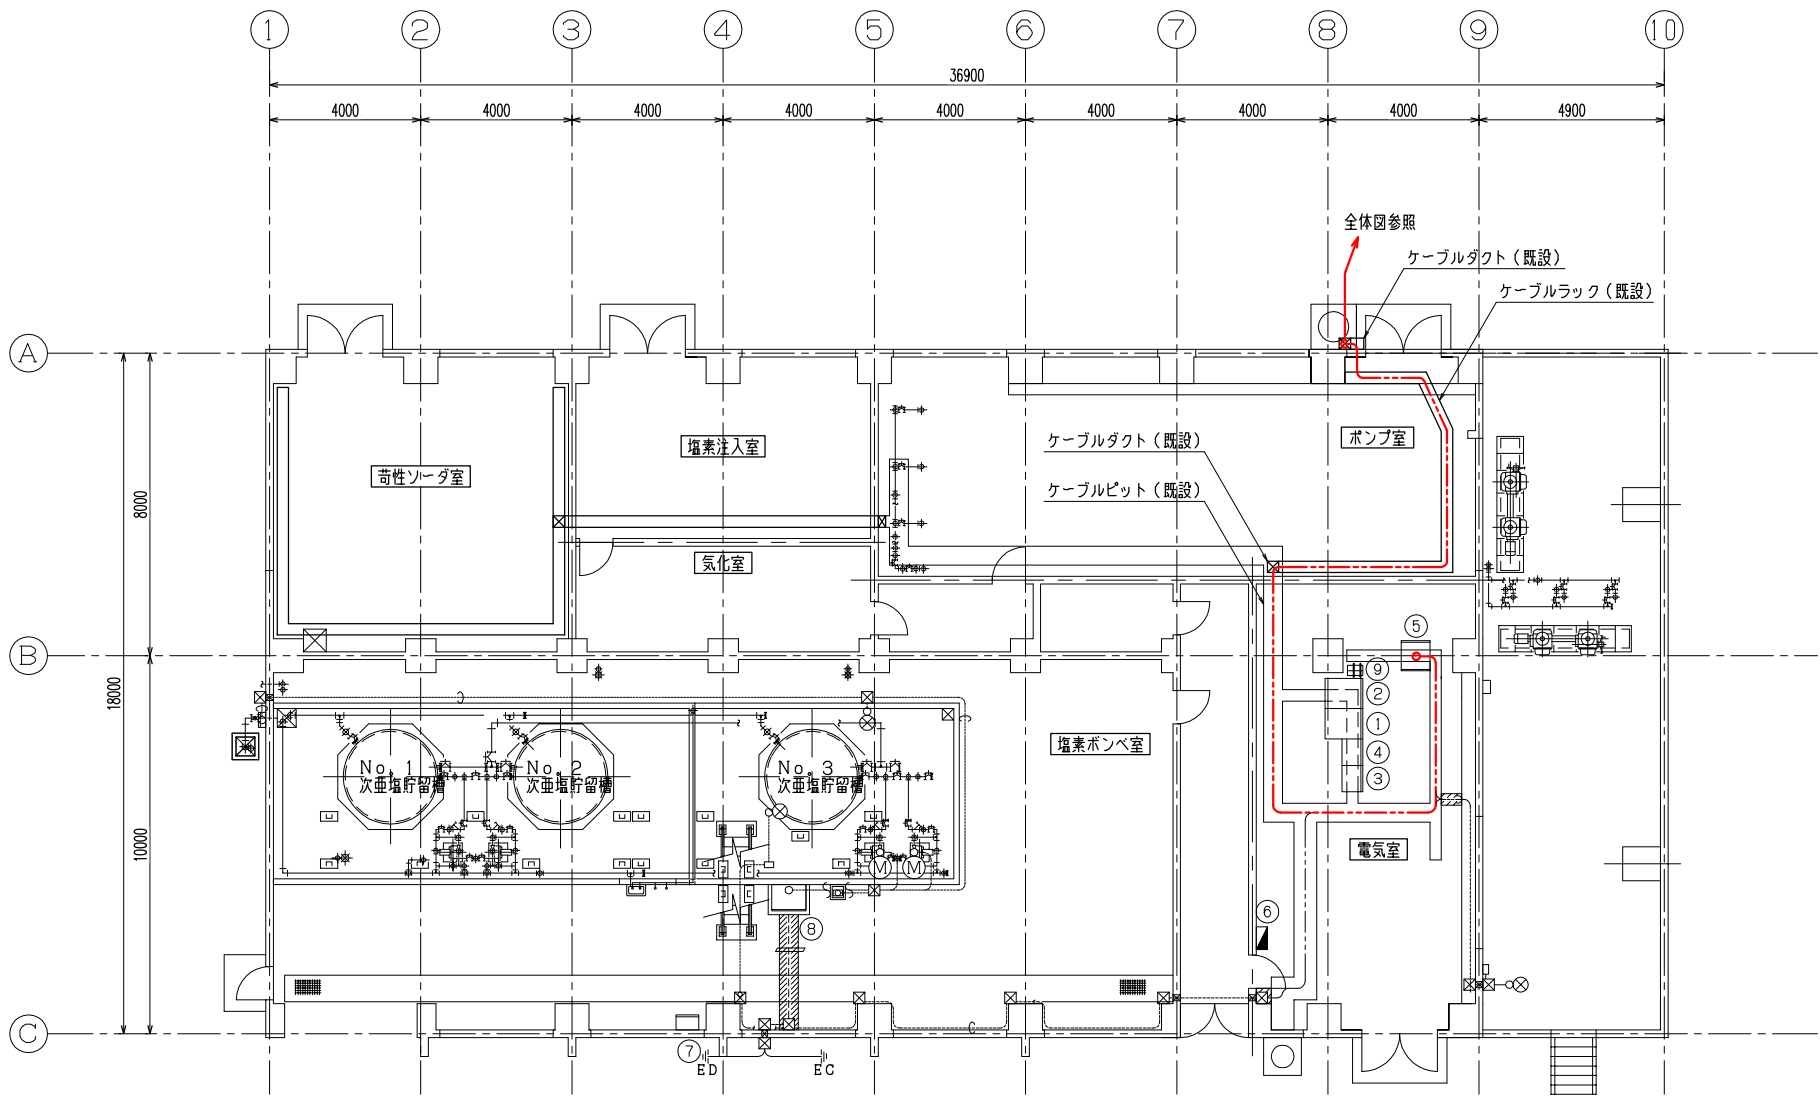 ① ② ③ ④ ⑤ ⑥ ⑦ ⑧ ⑨ ⑩
36900
4000 4000 4000 4000 4000 4000 4000 4000 4900
全体図参照
ケーブルダクト(既設)
ケーブルラック(既設)
Ⓐ
ケーブルダクト(既設)
ポンプ室
塩素注入室
苛性ソーダ室
ケーブルピット(既設)
8000
気化室
⑤
Ⓑ
⑨
18000
②
①
塩素ボンベ室
④
③
No. 1
次亜塩貯留槽
No. 2
次亜塩貯留槽
No. 3
次亜塩貯留槽
10000
電気室
M M
⑥
⑧
Ⓒ
⑦
ED EC